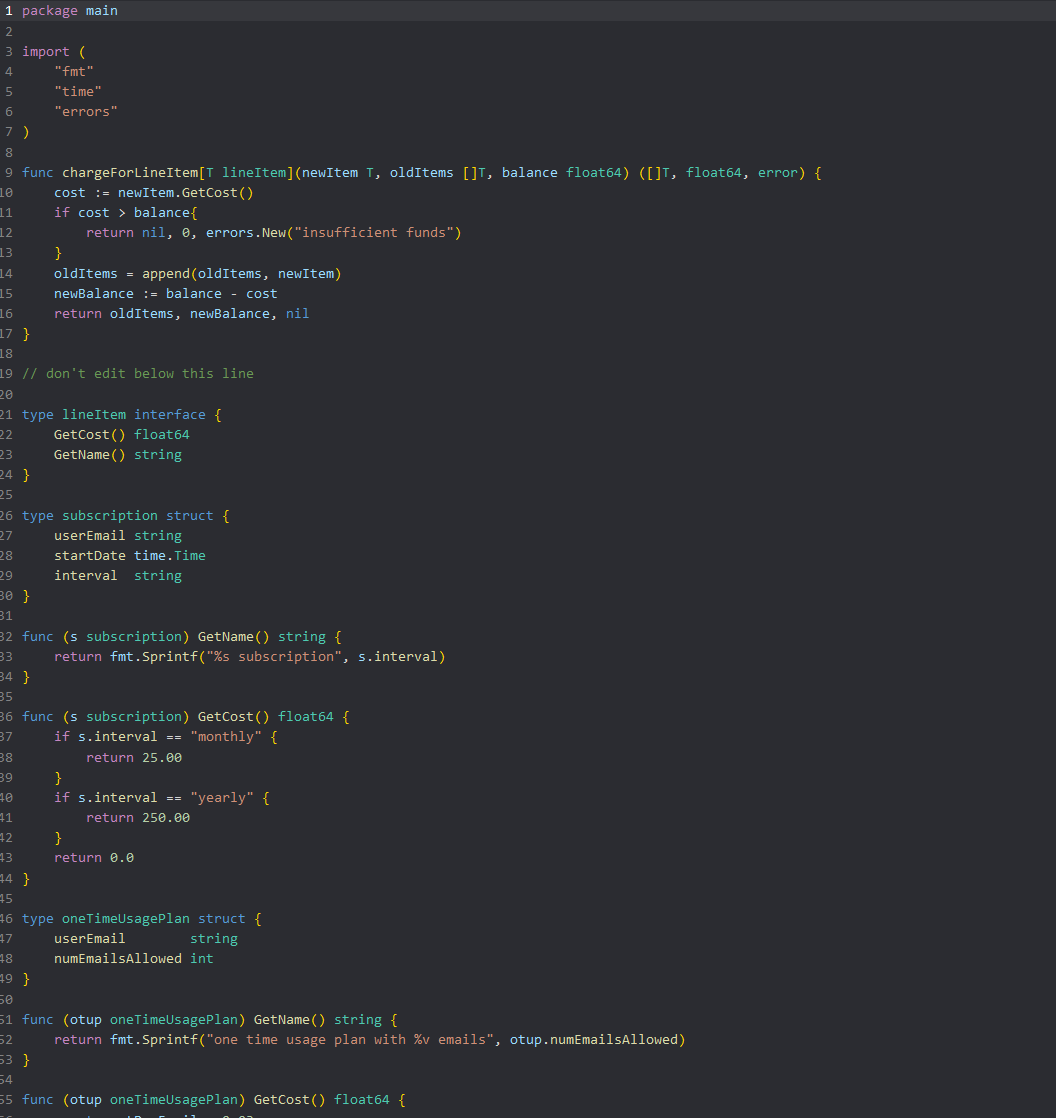 1 package main
2
3 import (
4     "fmt"
5     "time"
6     "errors"
7 )
8
9 func chargeForLineItem[T lineItem](newItem T, oldItems []T, balance float64) ([]T, float64, error) {
10     cost := newItem.GetCost()
11     if cost > balance{
12         return nil, 0, errors.New("insufficient funds")
13     }
14     oldItems = append(oldItems, newItem)
15     newBalance := balance - cost
16     return oldItems, newBalance, nil
17 }
18
19 // don't edit below this line
20
21 type lineItem interface {
22     GetCost() float64
23     GetName() string
24 }
25
26 type subscription struct {
27     userEmail string
28     startDate time.Time
29     interval  string
30 }
31
32 func (s subscription) GetName() string {
33     return fmt.Sprintf("%s subscription", s.interval)
34 }
35
36 func (s subscription) GetCost() float64 {
37     if s.interval == "monthly" {
38         return 25.00
39     }
40     if s.interval == "yearly" {
41         return 250.00
42     }
43     return 0.0
44 }
45
46 type oneTimeUsagePlan struct {
47     userEmail        string
48     numEmailsAllowed int
49 }
50
51 func (otup oneTimeUsagePlan) GetName() string {
52     return fmt.Sprintf("one time usage plan with %v emails", otup.numEmailsAllowed)
53 }
54
55 func (otup oneTimeUsagePlan) GetCost() float64 {